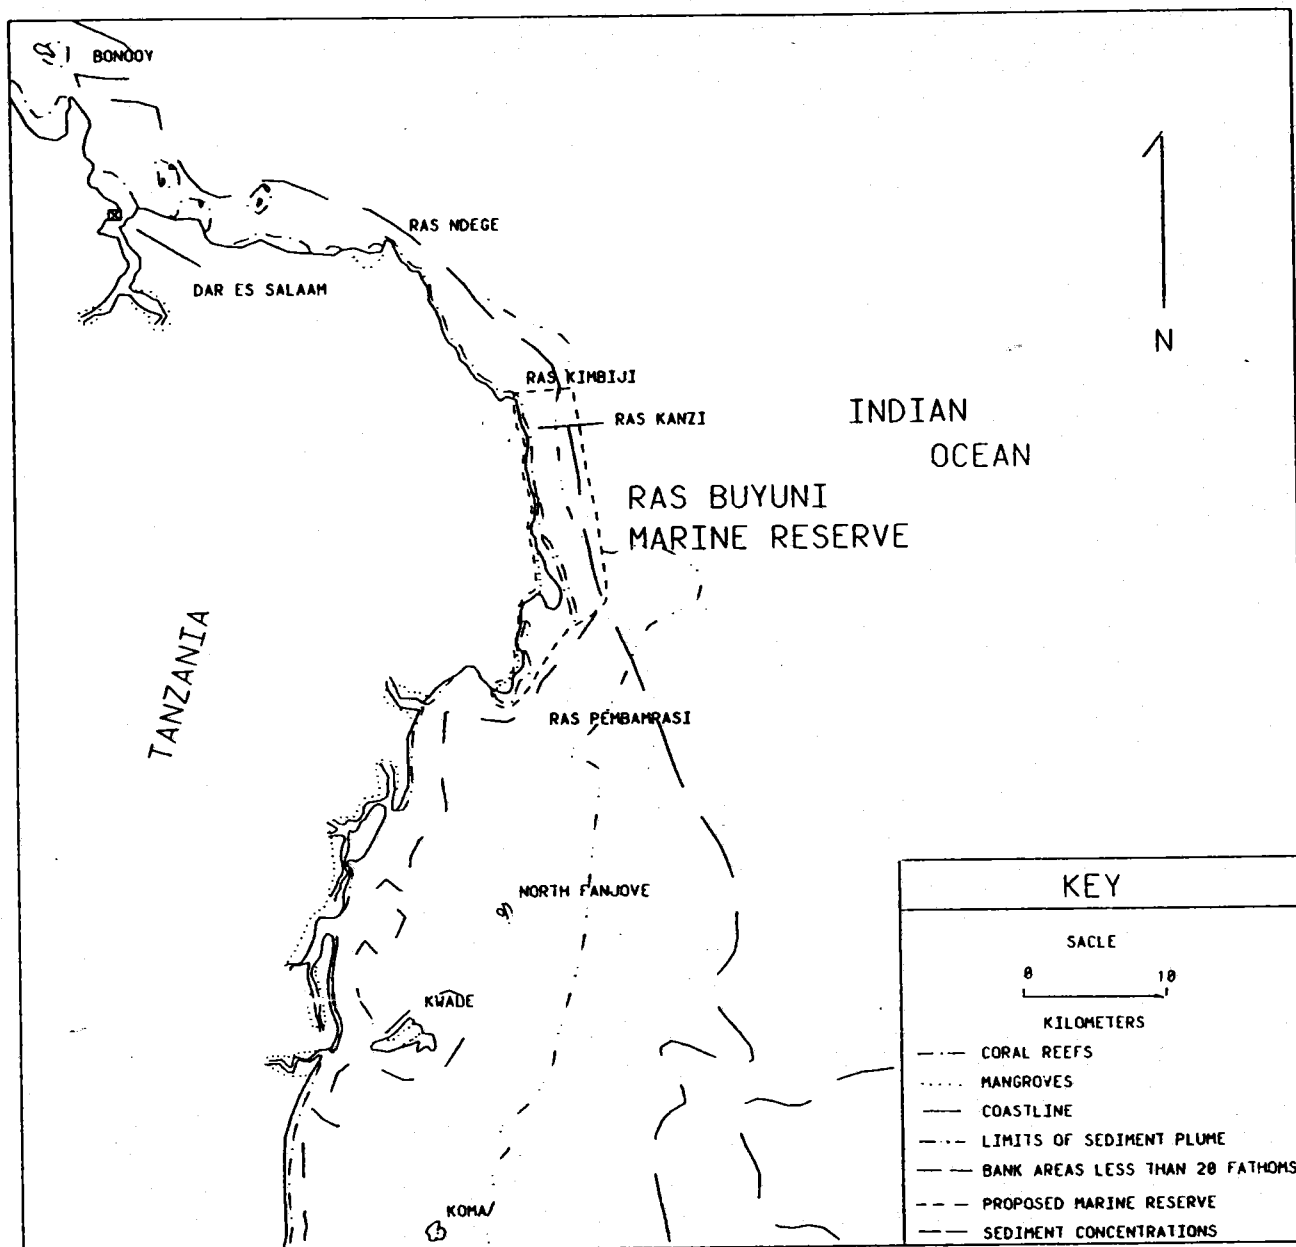 BONOOY
RAS NDEGE
DAR ES SALAAM
N
RAS KIMBIJI
RAS KANZI
INDIAN
OCEAN
RAS BUYUNI
MARINE RESERVE
TANZANIA
RAS PEMBAMRASI
NORTH FANJOVE
KWADE
KOMA
KEY
SACLE
0 10
KILOMETERS
CORAL REEFS
MANGROVES
COASTLINE
LIMITS OF SEDIMENT PLUME
BANK AREAS LESS THAN 20 FATHOMS
PROPOSED MARINE RESERVE
SEDIMENT CONCENTRATIONS